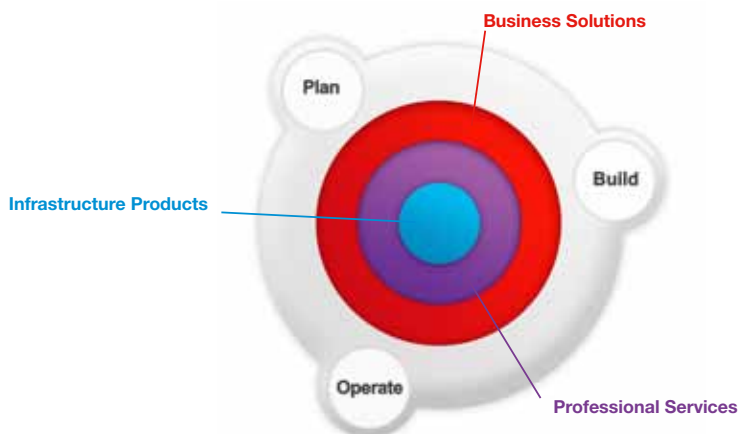 Business Solutions
Plan
Build
Infrastructure Products
Operate
Professional Services